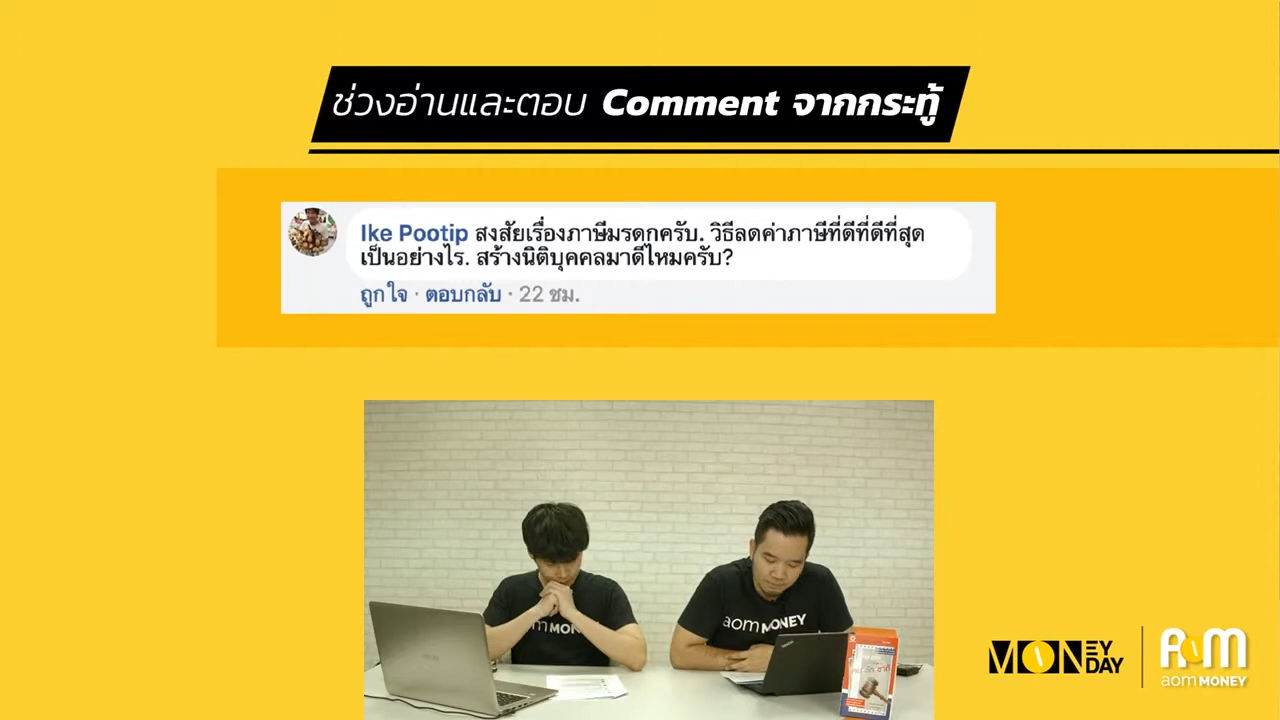 ช่วงอ่านและตอบ Comment จากกระทู้
Ike Pootip สงสัยเรื่องภาษีมรดกครับ. วิธีลดค่าภาษีที่ดีที่ดีที่สุด
เป็นอย่างไร. สร้างนิติบุคคลมาดีไหมครับ?
ถูกใจ · ตอบกลับ · 22 ชม.
aomMONEY
MONEY
DAY
AOM
aomMONEY